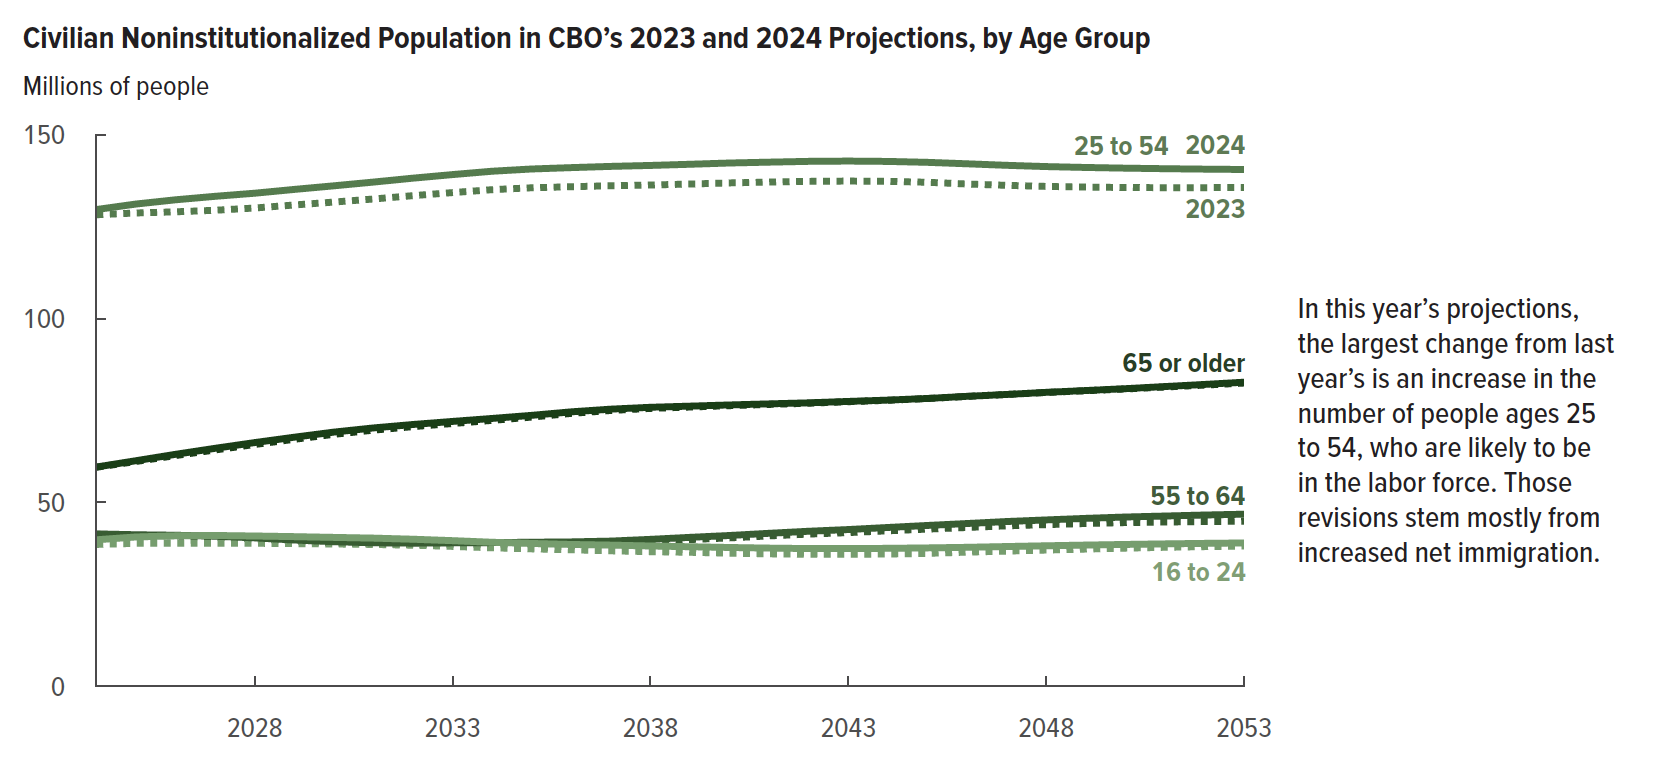 Civilian Noninstitutionalized Population in CBO’s 2023 and 2024 Projections, by Age Group
Millions of people
150
25 to 54 2024
2023
100
65 or older
50
55 to 64
16 to 24
0
2028 2033 2038 2043 2048 2053
In this year’s projections,
the largest change from last
year’s is an increase in the
number of people ages 25
to 54, who are likely to be
in the labor force. Those
revisions stem mostly from
increased net immigration.